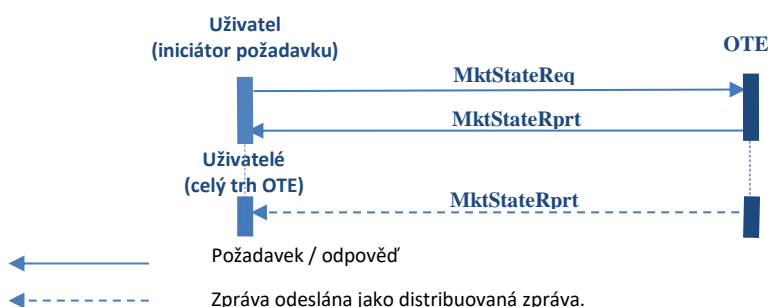 Uživatel
(iniciátor požadavku)
OTE
MktStateReq
MktStateRprt
Uživatelé
(celý trh OTE)
MktStateRprt
Požadavek / odpověď
Zpráva odeslána jako distribuovaná zpráva.